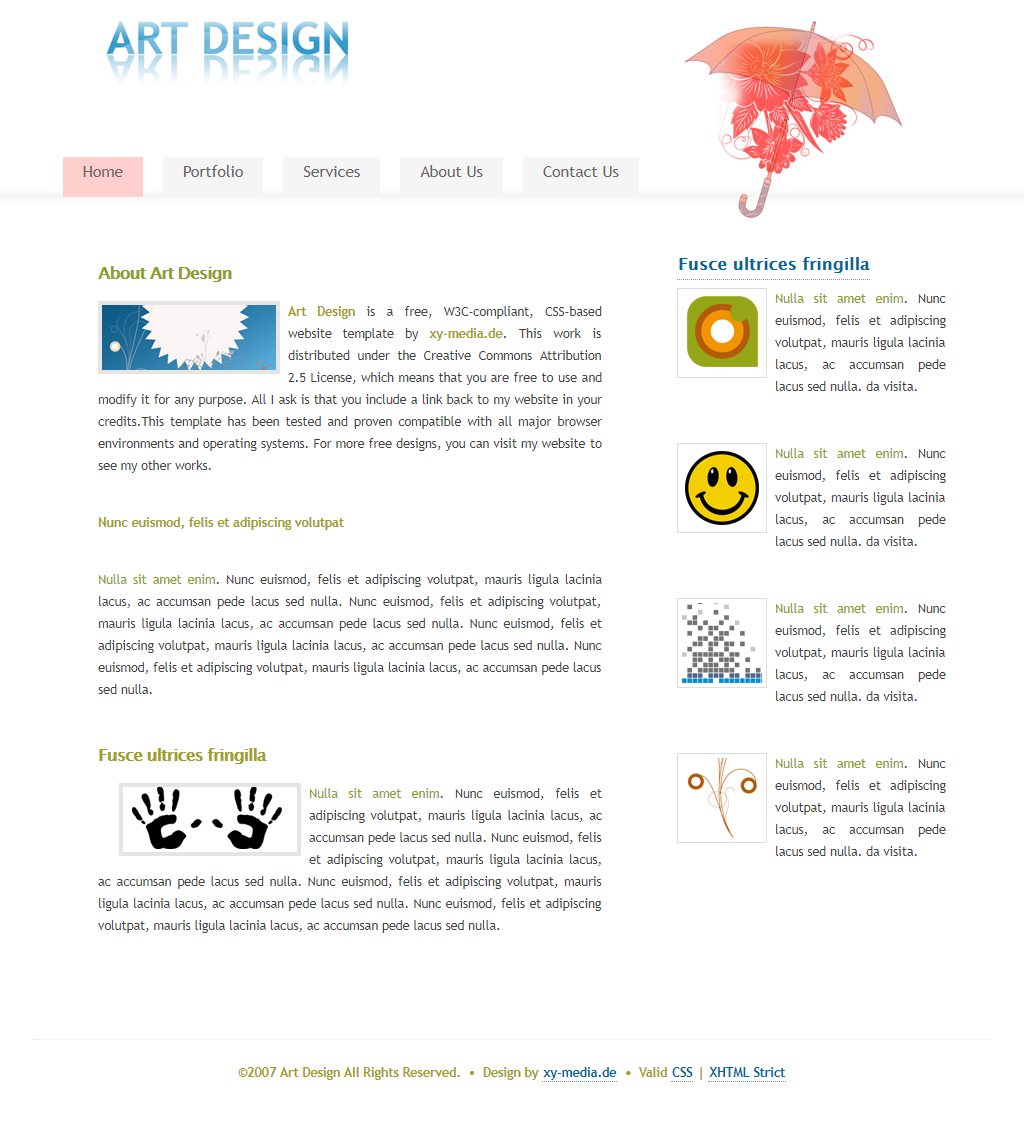 ART DESIGN
Home
Portfolio
Services
About Us
Contact Us
About Art Design
Art Design is a free, W3C-compliant, CSS-based
website template by xy-media.de. This work is
distributed under the Creative Commons Attribution
2.5 License, which means that you are free to use and
modify it for any purpose. All I ask is that you include a link back to my website in your
credits.This template has been tested and proven compatible with all major browser
environments and operating systems. For more free designs, you can visit my website to
see my other works.
Nunc euismod, felis et adipiscing volutpat
Nulla sit amet enim. Nunc euismod, felis et adipiscing volutpat, mauris ligula lacinia
lacus, ac accumsan pede lacus sed nulla. Nunc euismod, felis et adipiscing volutpat,
mauris ligula lacinia lacus, ac accumsan pede lacus sed nulla. Nunc euismod, felis et
adipiscing volutpat, mauris ligula lacinia lacus, ac accumsan pede lacus sed nulla. Nunc
euismod, felis et adipiscing volutpat, mauris ligula lacinia lacus, ac accumsan pede lacus
sed nulla.
Fusce ultrices fringilla
Nulla sit amet enim. Nunc euismod, felis et
adipiscing volutpat, mauris ligula lacinia lacus, ac
accumsan pede lacus sed nulla. Nunc euismod, felis
et adipiscing volutpat, mauris ligula lacinia lacus,
ac accumsan pede lacus sed nulla. Nunc euismod, felis et adipiscing volutpat, mauris
ligula lacinia lacus, ac accumsan pede lacus sed nulla. Nunc euismod, felis et adipiscing
volutpat, mauris ligula lacinia lacus, ac accumsan pede lacus sed nulla.
Fusce ultrices fringilla
Nulla sit amet enim. Nunc
euismod, felis et adipiscing
volutpat, mauris ligula lacinia
lacus, ac accumsan pede
lacus sed nulla. da visita.
Nulla sit amet enim. Nunc
euismod, felis et adipiscing
volutpat, mauris ligula lacinia
lacus, ac accumsan pede
lacus sed nulla. da visita.
Nulla sit amet enim. Nunc
euismod, felis et adipiscing
volutpat, mauris ligula lacinia
lacus, ac accumsan pede
lacus sed nulla. da visita.
Nulla sit amet enim. Nunc
euismod, felis et adipiscing
volutpat, mauris ligula lacinia
lacus, ac accumsan pede
lacus sed nulla. da visita.
©2007 Art Design All Rights Reserved. • Design by xy-media.de • Valid CSS | XHTML Strict